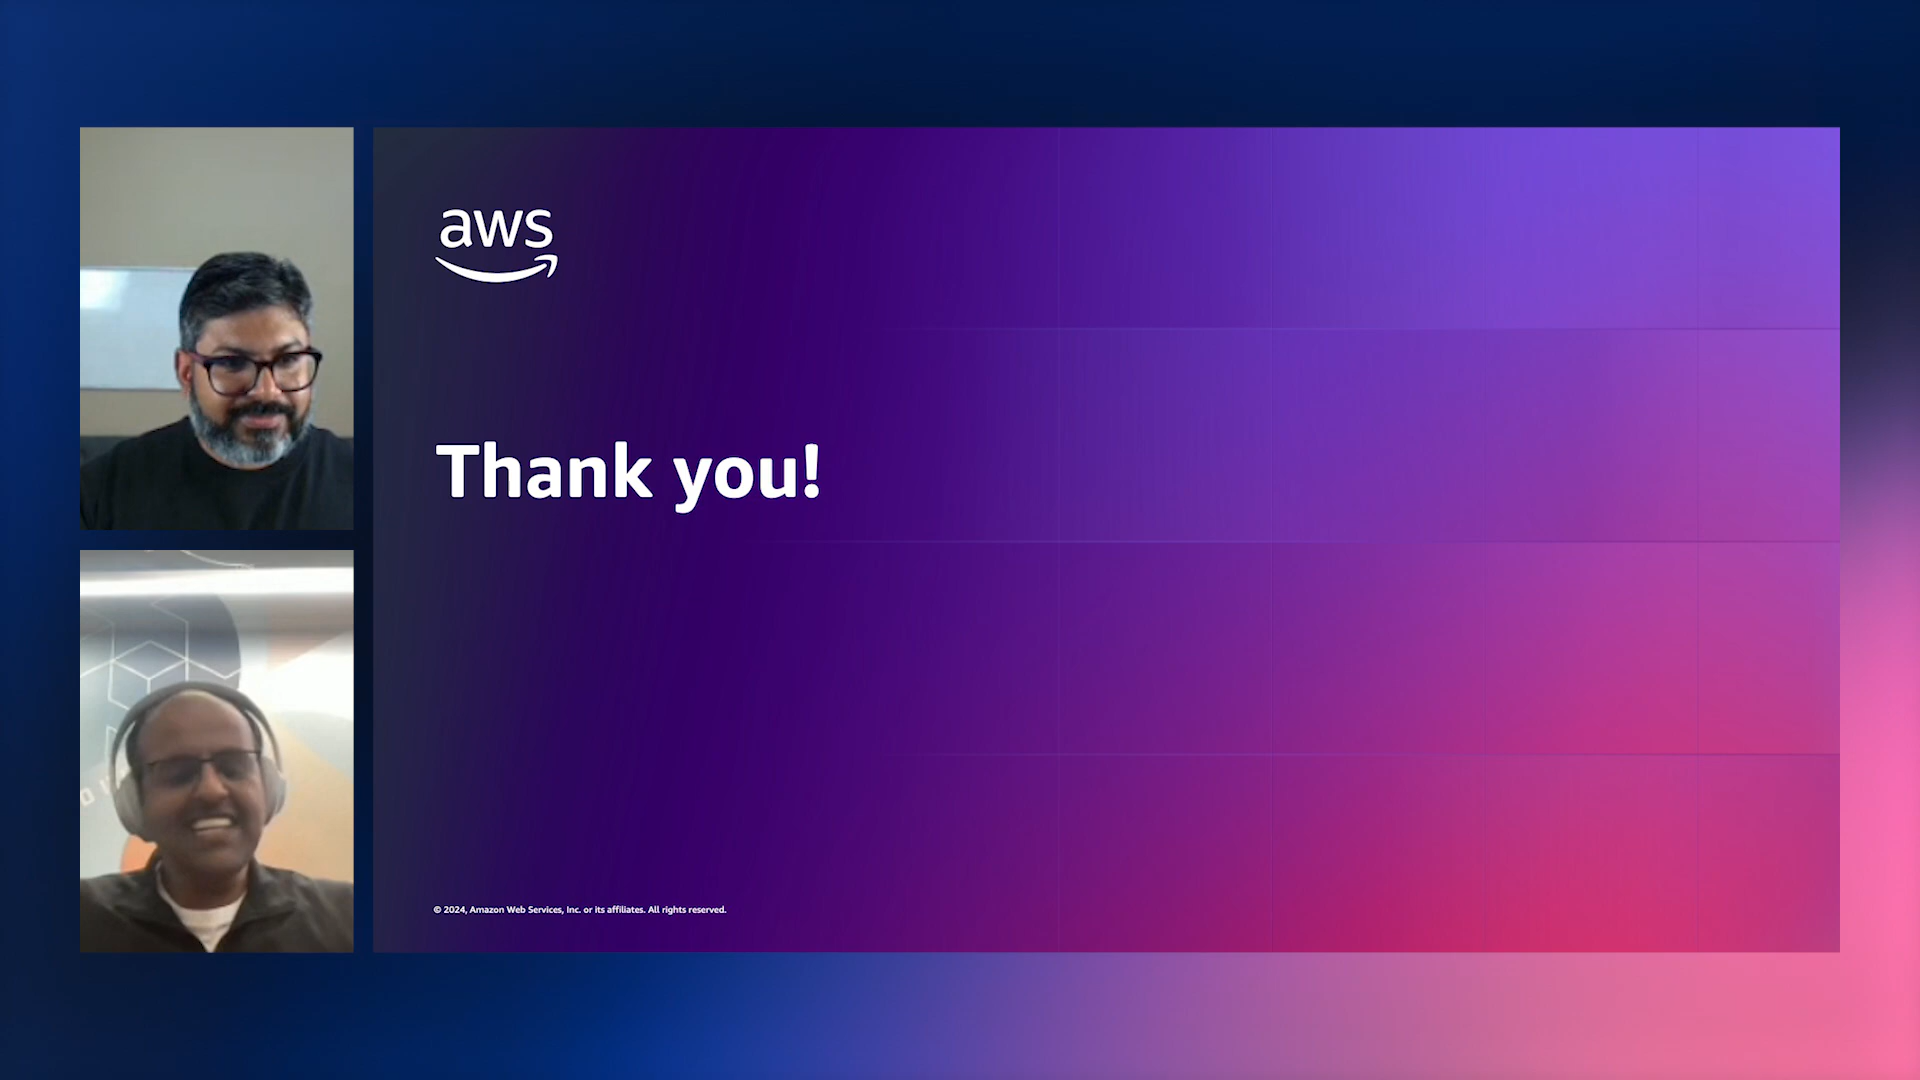 aws
Thank you!
© 2024, Amazon Web Services, Inc. or its affiliates. All rights reserved.